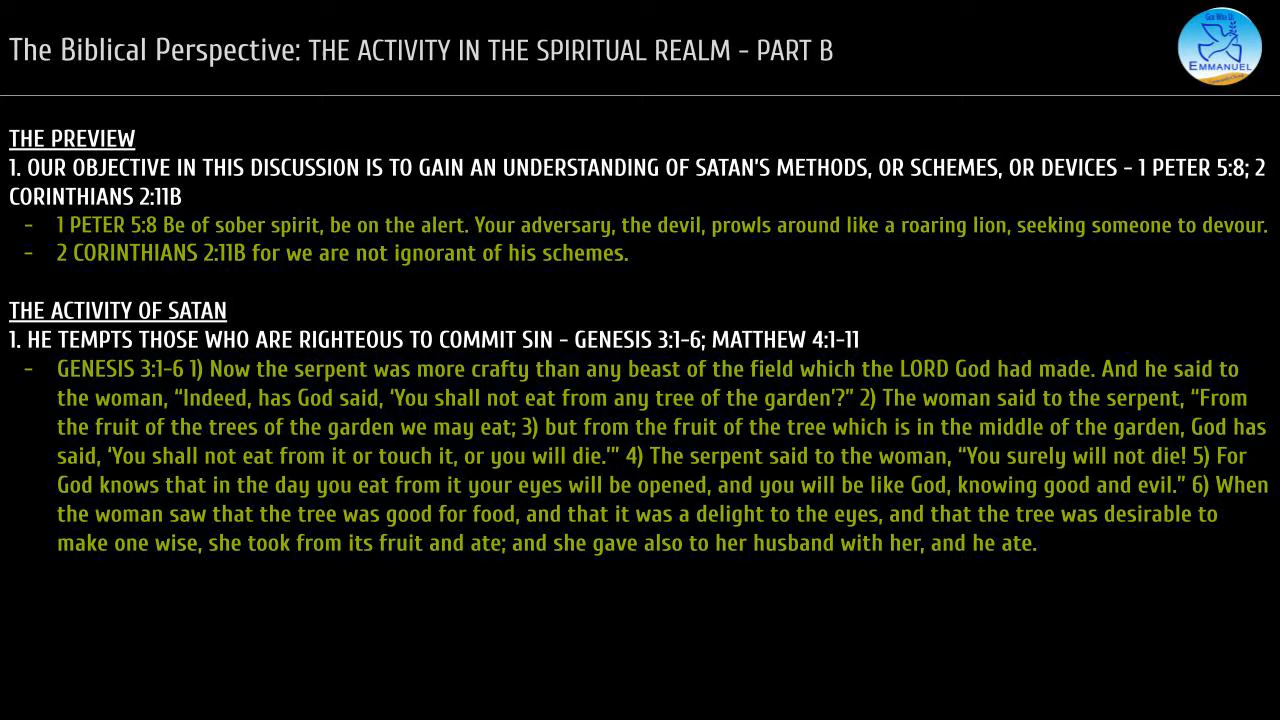 The Biblical Perspective: THE ACTIVITY IN THE SPIRITUAL REALM - PART B
God With Us
EMMANUEL
THE PREVIEW
1. OUR OBJECTIVE IN THIS DISCUSSION IS TO GAIN AN UNDERSTANDING OF SATAN'S METHODS, OR SCHEMES, OR DEVICES - 1 PETER 5:8; 2
CORINTHIANS 2:11B
- 1 PETER 5:8 Be of sober spirit, be on the alert. Your adversary, the devil, prowls around like a roaring lion, seeking someone to devour.
- 2 CORINTHIANS 2:11B for we are not ignorant of his schemes.
THE ACTIVITY OF SATAN
1. HE TEMPTS THOSE WHO ARE RIGHTEOUS TO COMMIT SIN - GENESIS 3:1-6; MATTHEW 4:1-11
- GENESIS 3:1-6 1) Now the serpent was more crafty than any beast of the field which the LORD God had made. And he said to
the woman, “Indeed, has God said, ‘You shall not eat from any tree of the garden’?” 2) The woman said to the serpent, “From
the fruit of the trees of the garden we may eat; 3) but from the fruit of the tree which is in the middle of the garden, God has
said, ‘You shall not eat from it or touch it, or you will die.’” 4) The serpent said to the woman, “You surely will not die! 5) For
God knows that in the day you eat from it your eyes will be opened, and you will be like God, knowing good and evil.” 6) When
the woman saw that the tree was good for food, and that it was a delight to the eyes, and that the tree was desirable to
make one wise, she took from its fruit and ate; and she gave also to her husband with her, and he ate.